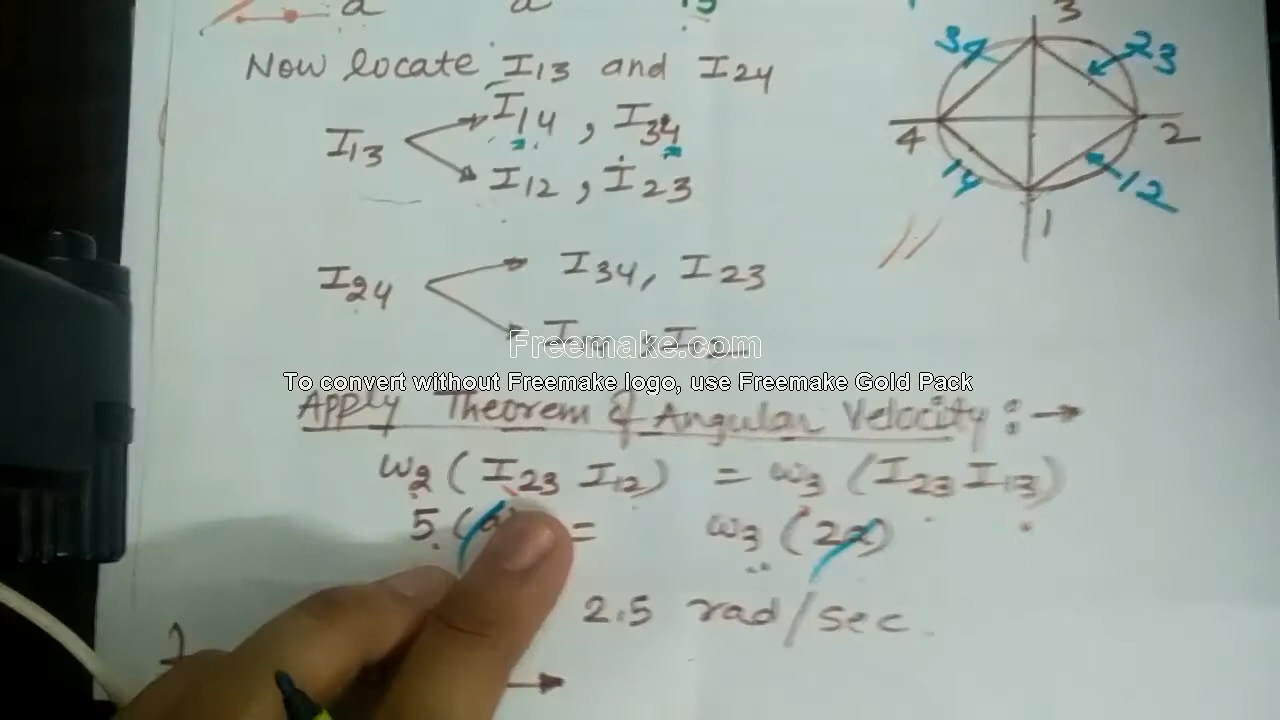 a a 15
Now locate I13 and I24
I13 I14 , I34
I12 , I23
I24 I34, I23
Freemake.com
To convert without Freemake logo, use Freemake Gold Pack
Apply Theorem of Angular Velocity :→
ω2 ( I23 I12 ) = ω3 ( I23 I13 )
5 ( = ω3 ( 2a )
2.5 rad/sec.
3
34 23
4 2
14 12
1